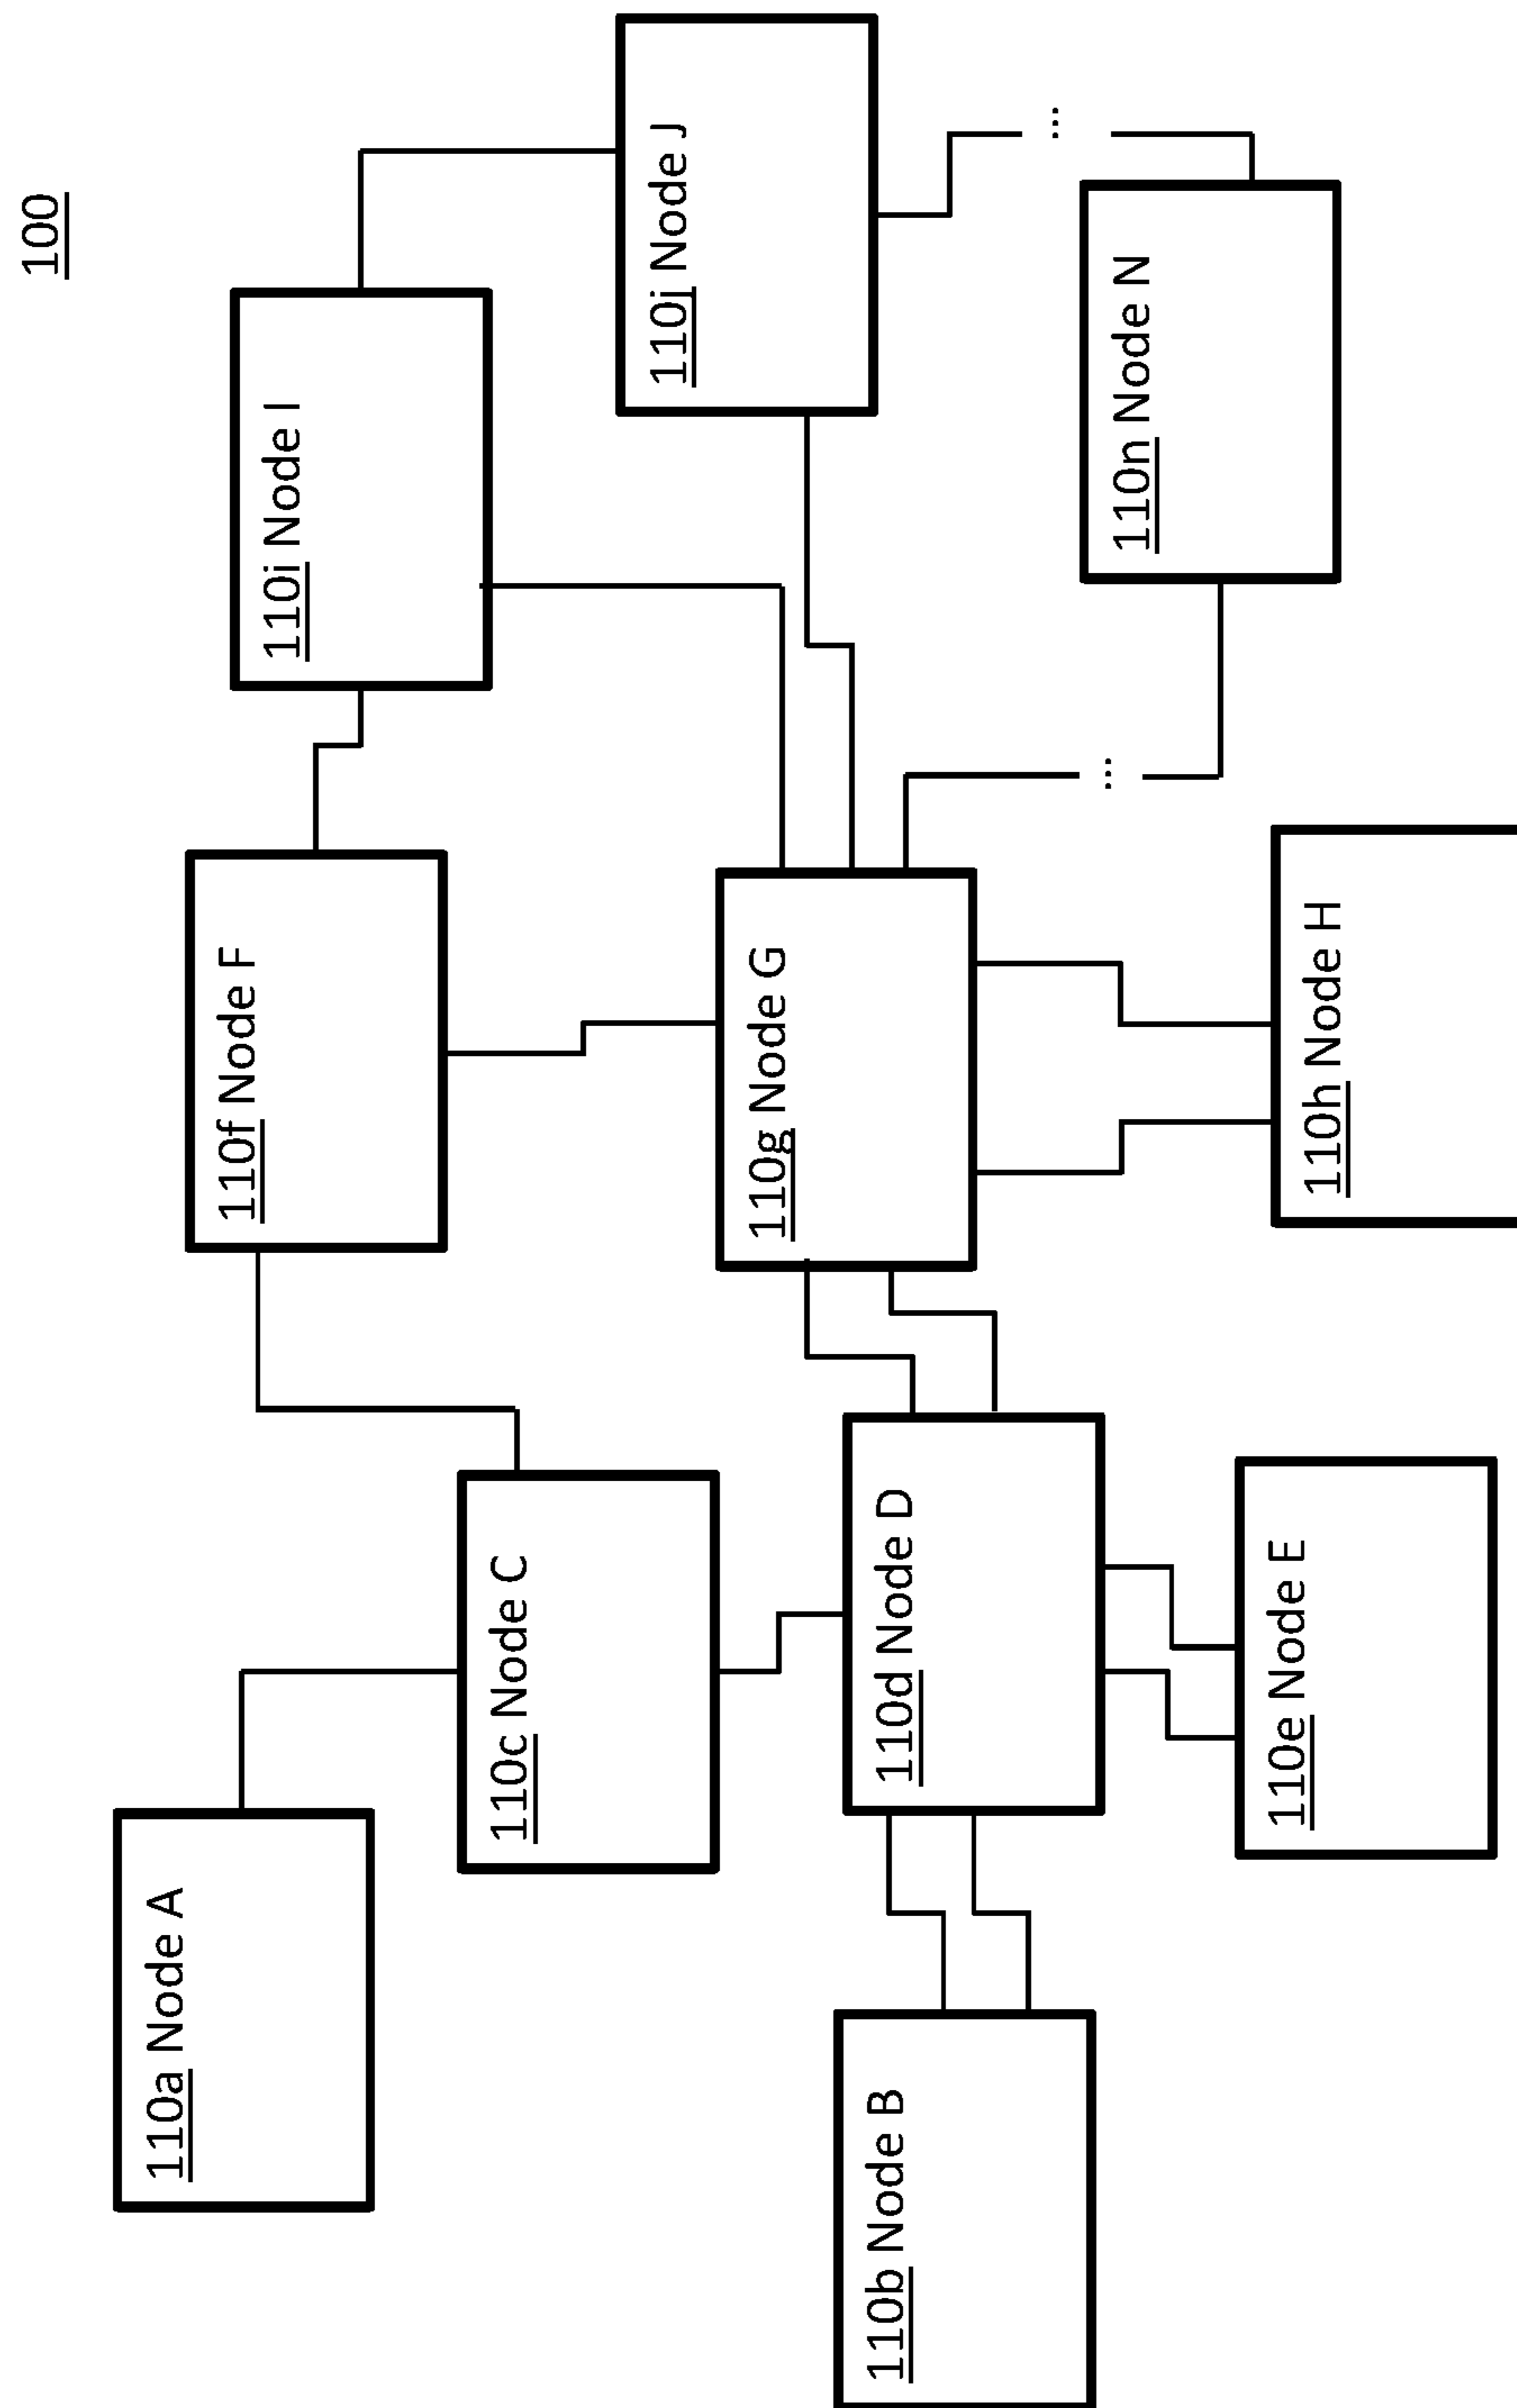 100
110a Node A
110b Node B
110c Node C
110d Node D
110e Node E
110f Node F
110g Node G
110h Node H
110i Node I
110j Node J
...
110n Node N
...